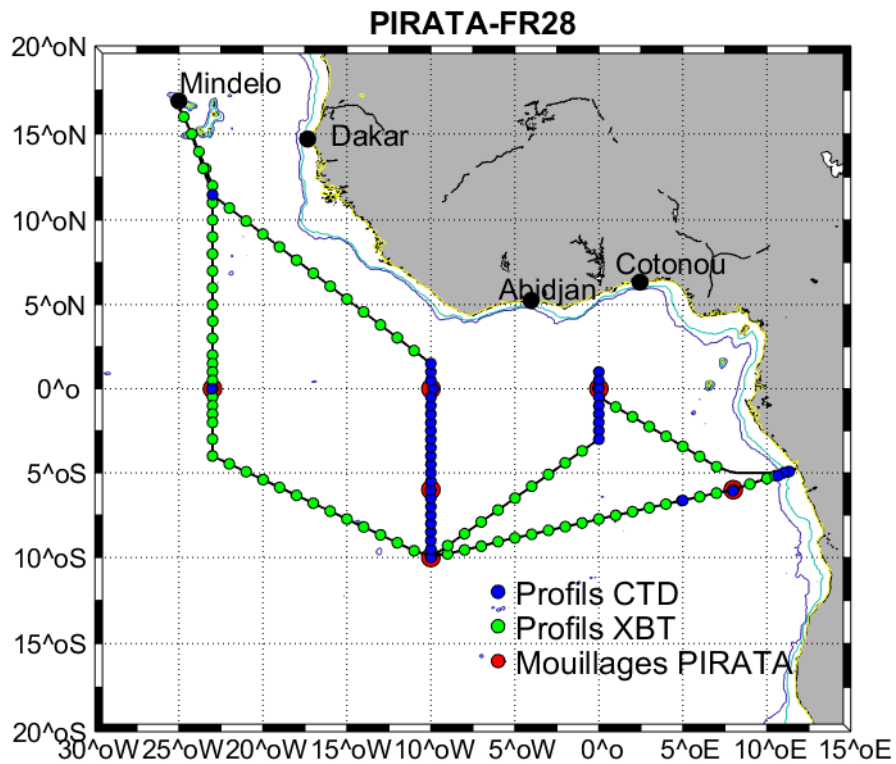 PIRATA-FR28
20^oN
Mindelo
15^oN
Dakar
10^oN
Cotonou
5^oN
Abidjan
0^o
5^oS
10^oS
Profils CTD
Profils XBT
15^oS
Mouillages PIRATA
20^oS
30^oW 25^oW 20^oW 15^oW 10^oW 5^oW 0^o 5^oE 10^oE 15^oE